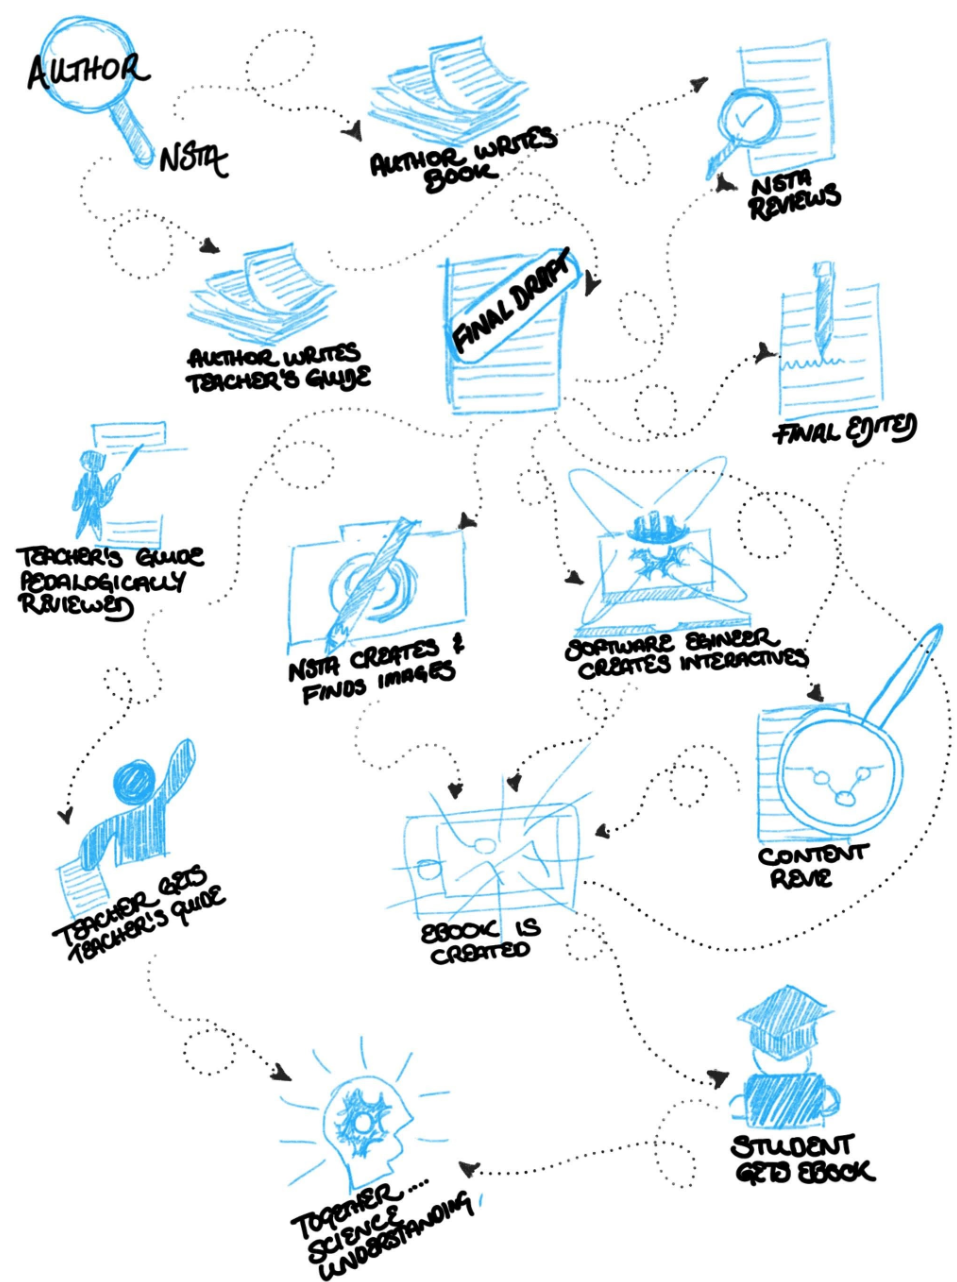 AUTHOR
NSTA
AUTHOR WRITES
BOOK
NSTA
REVIEWS
AUTHOR WRITES
TEACHER'S GUIDE
FINAL DRAFT
FINAL EDITED
TEACHER'S GUIDE
PEDALOGICALLY
REVIEWED
NSTA CREATES &
FINDS IMAGES
SOFTWARE EGINEER
CREATES INTERACTIVES
CONTENT
REVIE
TEACHER GETS
TEACHER'S GUIDE
EBOOK IS
CREATED
STUDENT
GETS EBOOK
TOGETHER....
SCIENCE
UNDERSTANDING